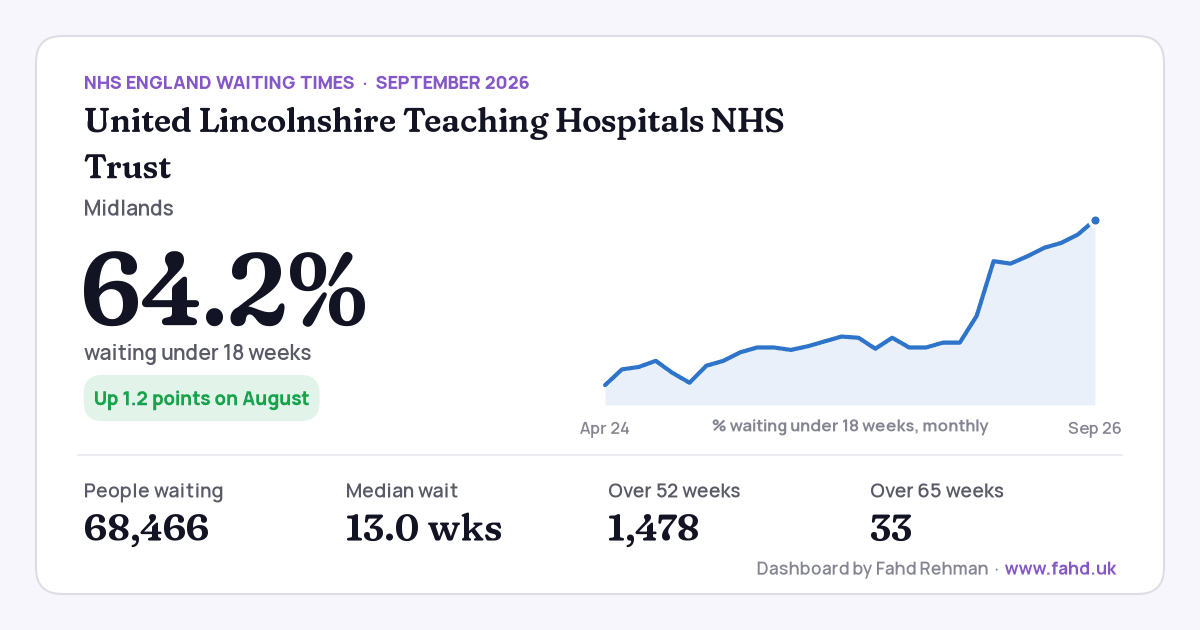 NHS ENGLAND WAITING TIMES · SEPTEMBER 2026
United Lincolnshire Teaching Hospitals NHS
Trust
Midlands
64.2%
waiting under 18 weeks
Up 1.2 points on August
Apr 24
% waiting under 18 weeks, monthly
Sep 26
People waiting
68,466
Median wait
13.0 wks
Over 52 weeks
1,478
Over 65 weeks
33
Dashboard by Fahd Rehman · www.fahd.uk